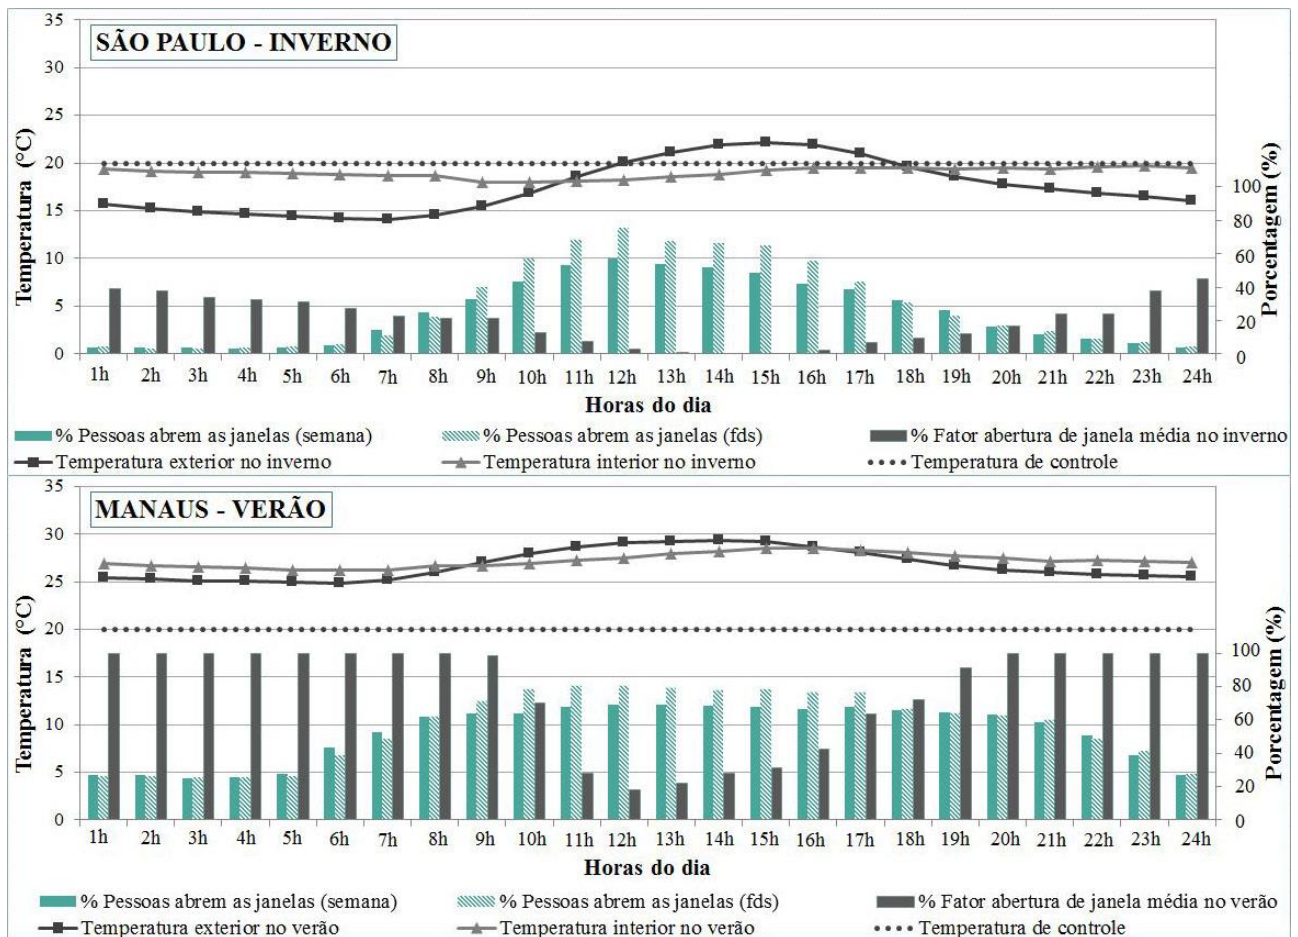 SÃO PAULO - INVERNO
35
30
25
20
15
10
5
0
Temperatura (°C)
100
80
60
40
20
0
Porcentagem (%)
1h 2h 3h 4h 5h 6h 7h 8h 9h 10h 11h 12h 13h 14h 15h 16h 17h 18h 19h 20h 21h 22h 23h 24h
Horas do dia
% Pessoas abrem as janelas (semana) % Pessoas abrem as janelas (fds) % Fator abertura de janela média no inverno
Temperatura exterior no inverno Temperatura interior no inverno Temperatura de controle
MANAUS - VERÃO
35
30
25
20
15
10
5
0
Temperatura (°C)
100
80
60
40
20
0
Porcentagem (%)
1h 2h 3h 4h 5h 6h 7h 8h 9h 10h 11h 12h 13h 14h 15h 16h 17h 18h 19h 20h 21h 22h 23h 24h
Horas do dia
% Pessoas abrem as janelas (semana) % Pessoas abrem as janelas (fds) % Fator abertura de janela média no verão
Temperatura exterior no verão Temperatura interior no verão Temperatura de controle